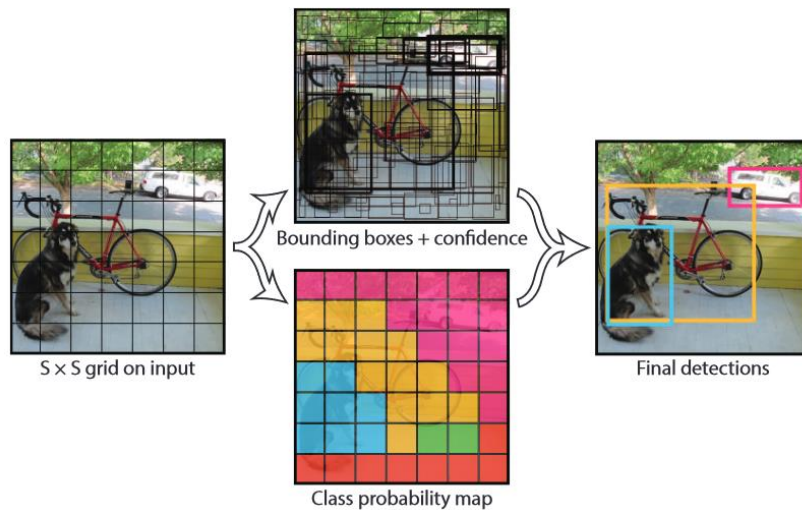 S × S grid on input
Bounding boxes + confidence
Class probability map
Final detections